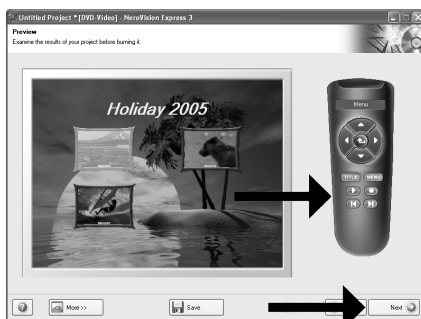 Untitled Project *[DVD-Video] - NeroVision Express 3
Preview
Examine the results of your project before burning it.
Holiday 2005
Menu
TITLE MENU
? More >> Save Next